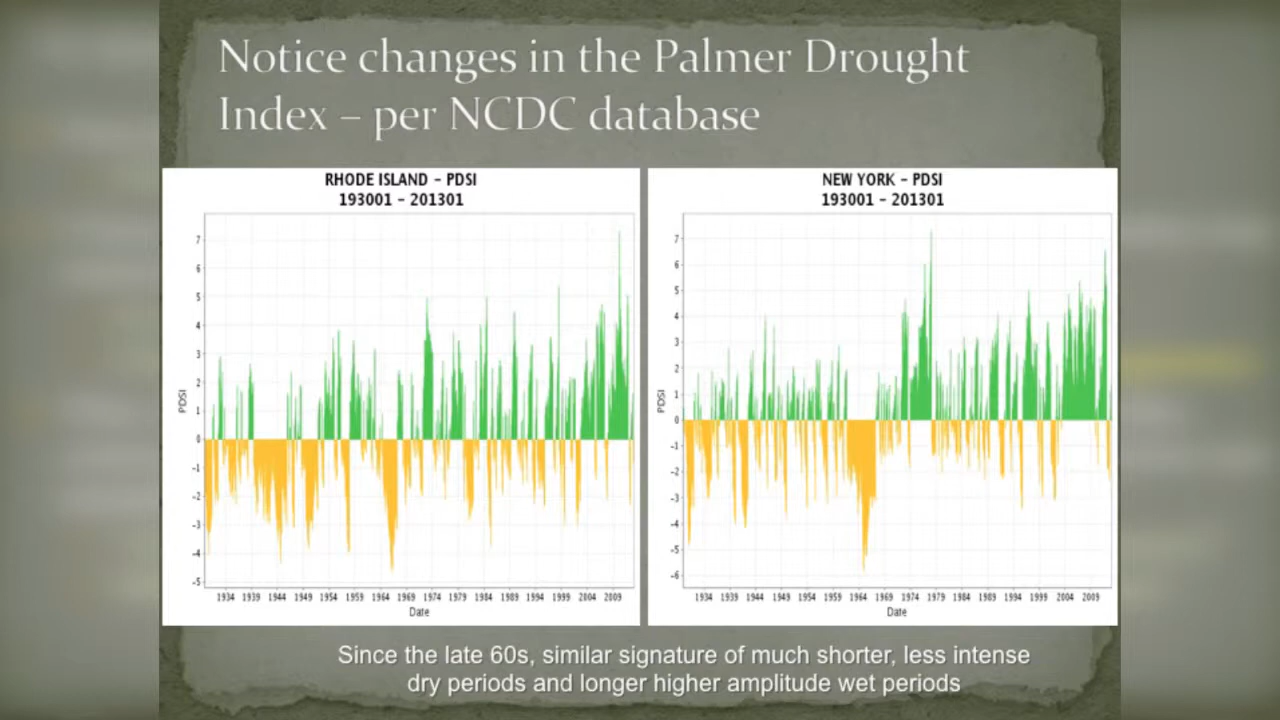 Notice changes in the Palmer Drought
Index – per NCDC database
RHODE ISLAND - PDSI
193001 - 201301
7
6
5
4
3
2
1
0
-1
-2
-3
-4
-5
PDSI
1934 1939 1944 1949 1954 1959 1964 1969 1974 1979 1984 1989 1994 1999 2004 2009
Date
NEW YORK - PDSI
193001 - 201301
7
6
5
4
3
2
1
0
-1
-2
-3
-4
-5
-6
PDSI
1934 1939 1944 1949 1954 1959 1964 1969 1974 1979 1984 1989 1994 1999 2004 2009
Date
Since the late 60s, similar signature of much shorter, less intense
dry periods and longer higher amplitude wet periods